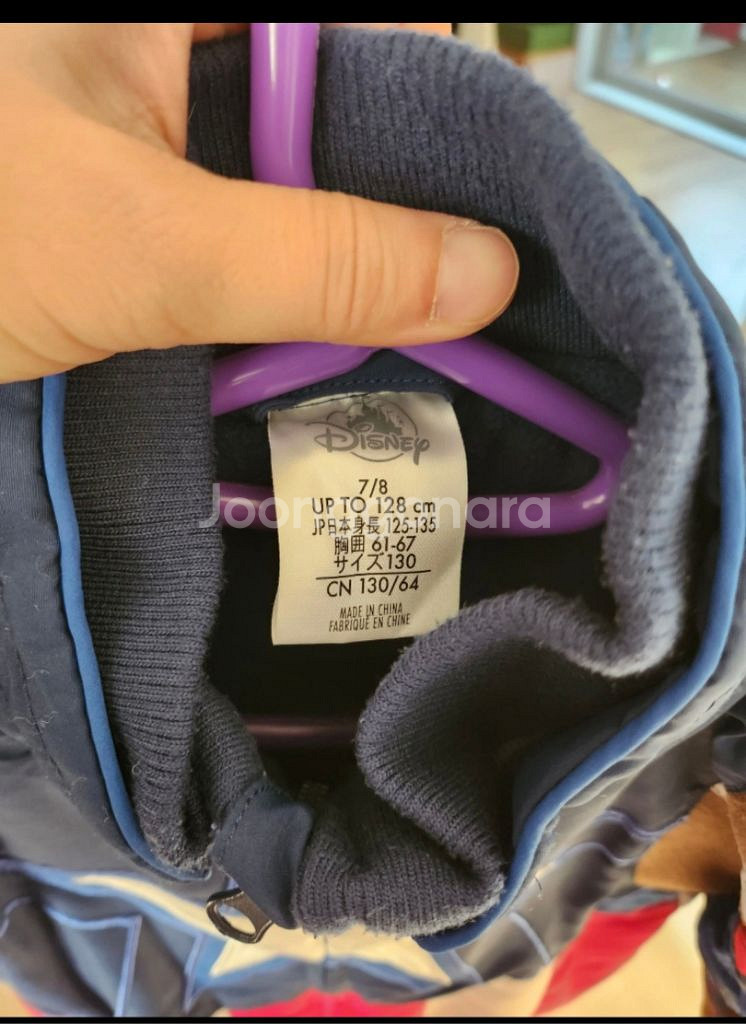 Disney
7/8
UP TO 128 cm
JP日本身長 125-135
胸囲 61-67
サイズ130
CN 130/64
MADE IN CHINA
FABRIQUÉ EN CHINE
Joongonara